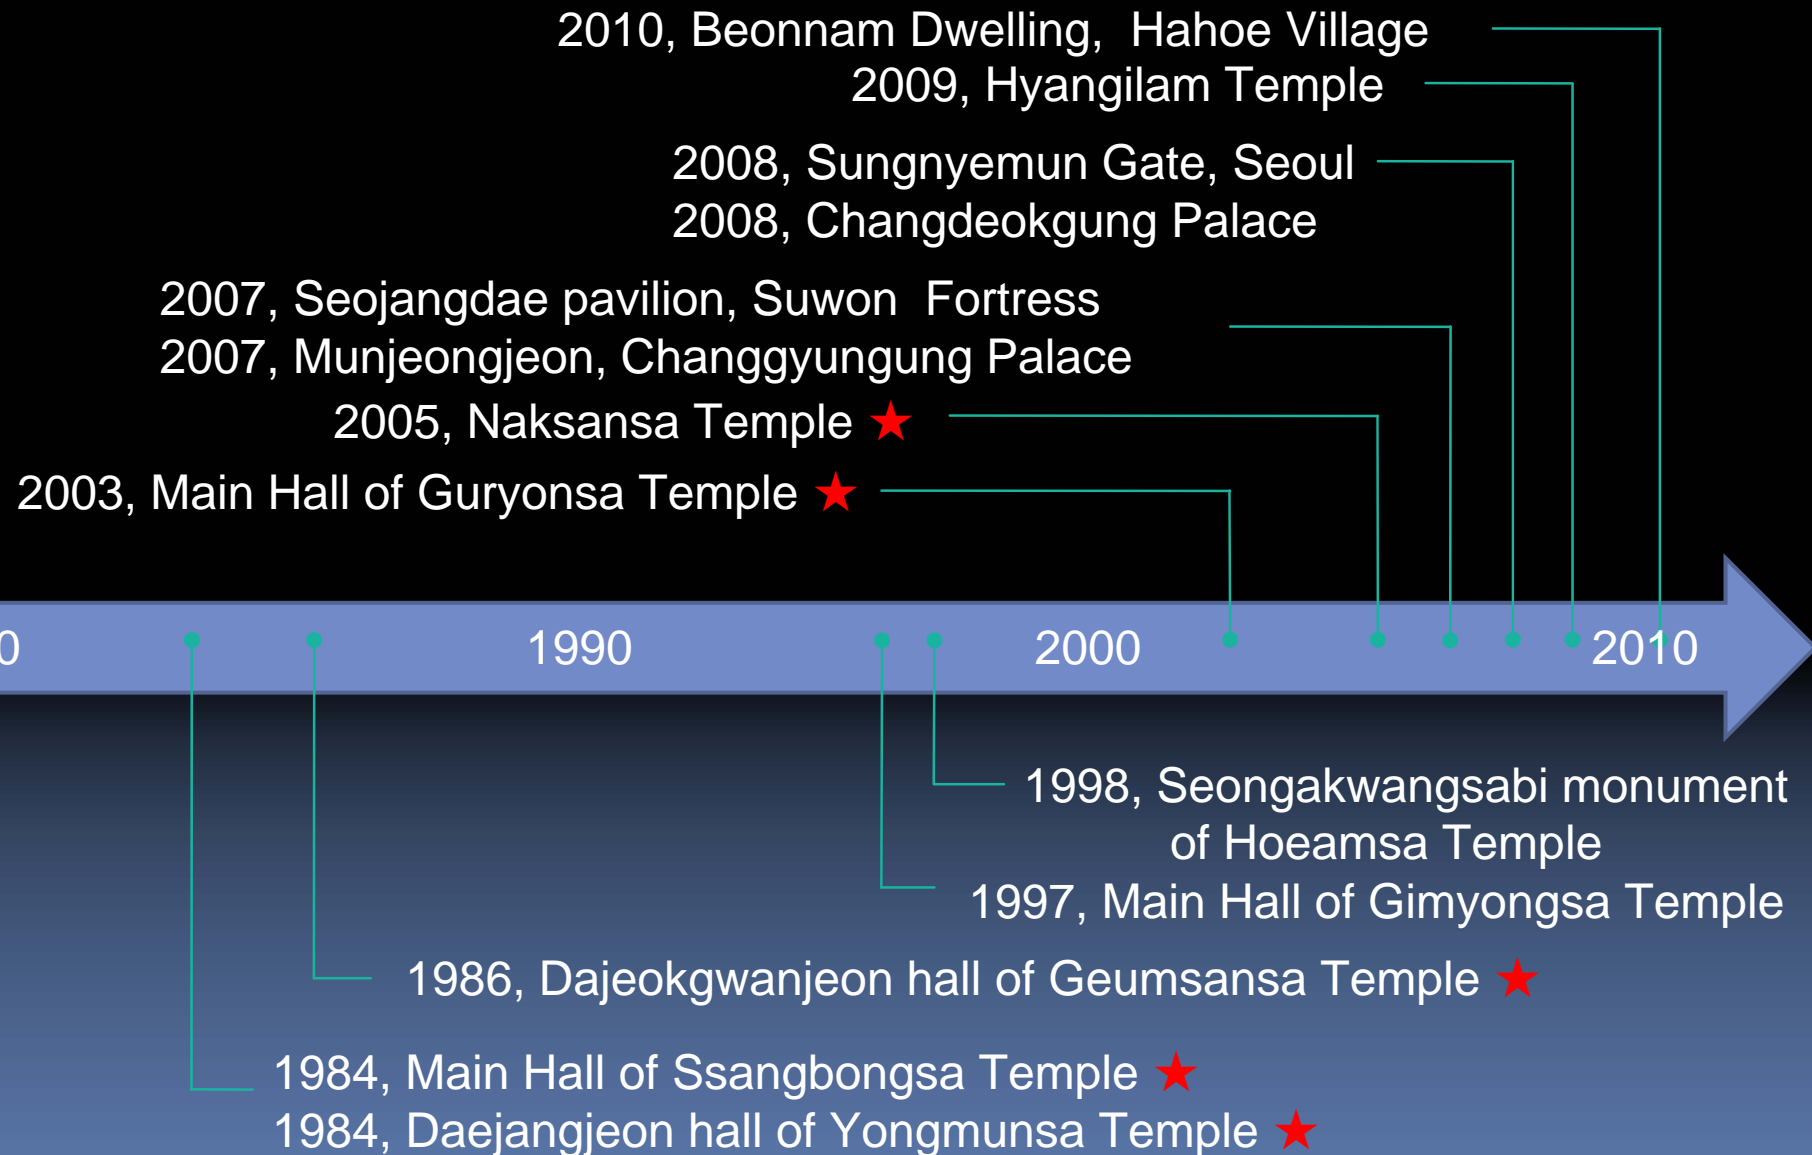 2010, Beonnam Dwelling, Hahoe Village
2009, Hyangilam Temple
2008, Sungnyemun Gate, Seoul
2008, Changdeokgung Palace
2007, Seojangdae pavilion, Suwon Fortress
2007, Munjeongjeon, Changgyungung Palace
2005, Naksansa Temple ★
2003, Main Hall of Guryonsa Temple ★
0 1990 2000 2010
1998, Seongakwangsabi monument
of Hoeamsa Temple
1997, Main Hall of Gimyongsa Temple
1986, Dajeokgwanjeon hall of Geumsansa Temple ★
1984, Main Hall of Ssangbongsa Temple ★
1984, Daejangjeon hall of Yongmunsa Temple ★